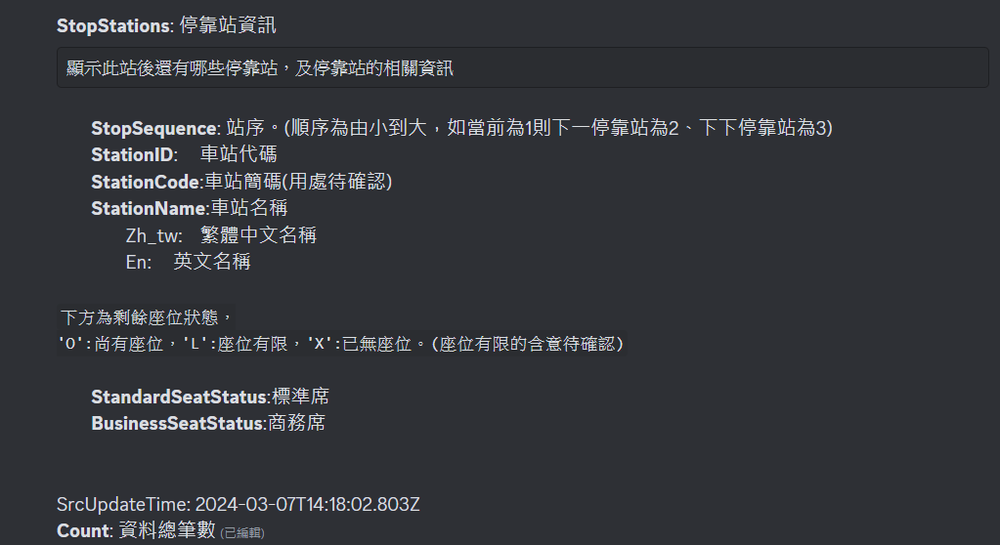 StopStations: 停靠站資訊
顯示此站後還有哪些停靠站，及停靠站的相關資訊
StopSequence: 站序。(順序為由小到大，如當前為1則下一停靠站為2、下下停靠站為3)
StationID: 車站代碼
StationCode:車站簡碼(用處待確認)
StationName:車站名稱
Zh_tw: 繁體中文名稱
En: 英文名稱
下方為剩餘座位狀態，
'O':尚有座位，'L':座位有限，'X':已無座位。(座位有限的含意待確認)
StandardSeatStatus:標準席
BusinessSeatStatus:商務席
SrcUpdateTime: 2024-03-07T14:18:02.803Z
Count: 資料總筆數 (已編輯)